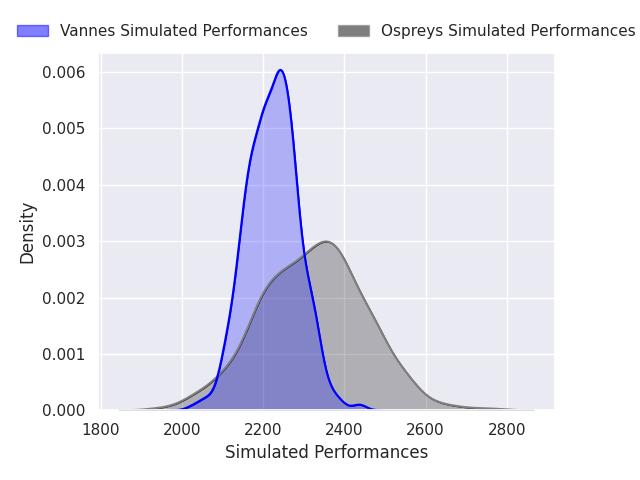 Vannes Simulated Performances Ospreys Simulated Performances
0.006
0.005
0.004
0.003
0.002
0.001
0.000
Density
1800 2000 2200 2400 2600 2800
Simulated Performances